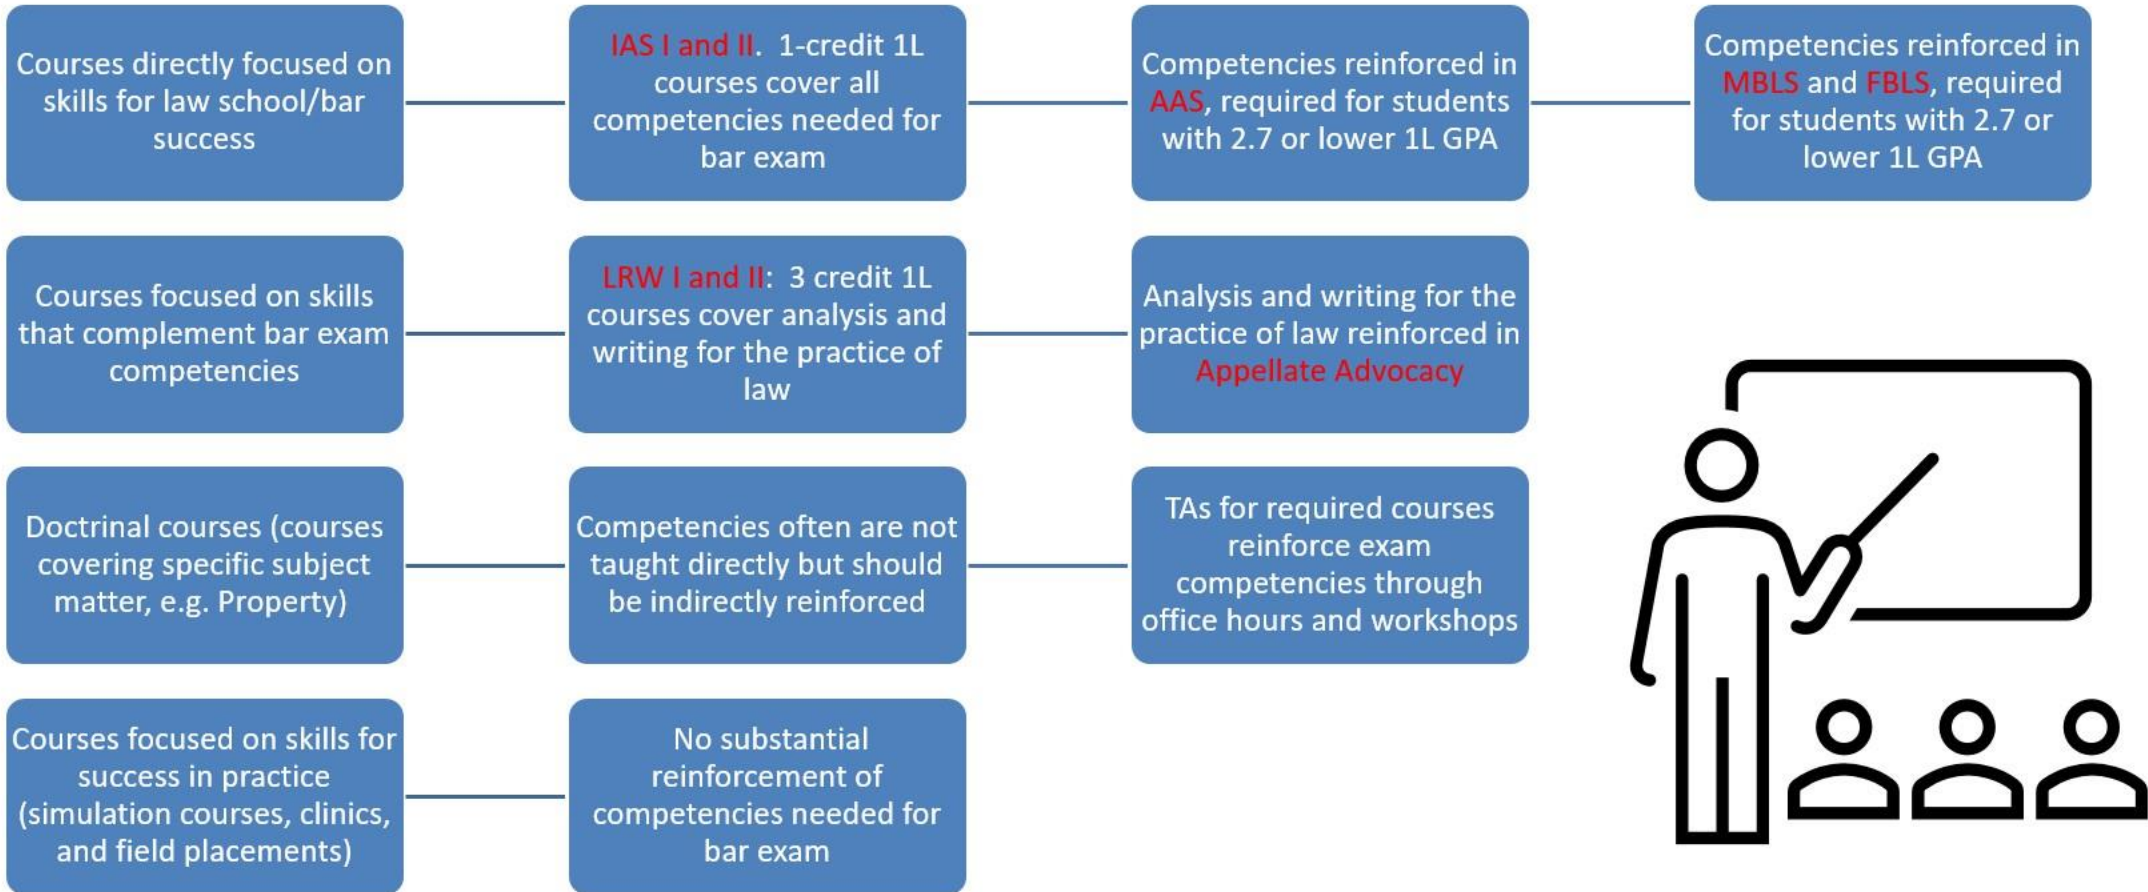 Courses directly focused on
skills for law school/bar
success
IAS I and II.  1-credit 1L
courses cover all
competencies needed for
bar exam
Competencies reinforced in
AAS, required for students
with 2.7 or lower 1L GPA
Competencies reinforced in
MBLS and FBLS, required
for students with 2.7 or
lower 1L GPA
Courses focused on skills
that complement bar exam
competencies
LRW I and II:  3 credit 1L
courses cover analysis and
writing for the practice of
law
Analysis and writing for the
practice of law reinforced in
Appellate Advocacy
Doctrinal courses (courses
covering specific subject
matter, e.g. Property)
Competencies often are not
taught directly but should
be indirectly reinforced
TAs for required courses
reinforce exam
competencies through
office hours and workshops
Courses focused on skills for
success in practice
(simulation courses, clinics,
and field placements)
No substantial
reinforcement of
competencies needed for
bar exam